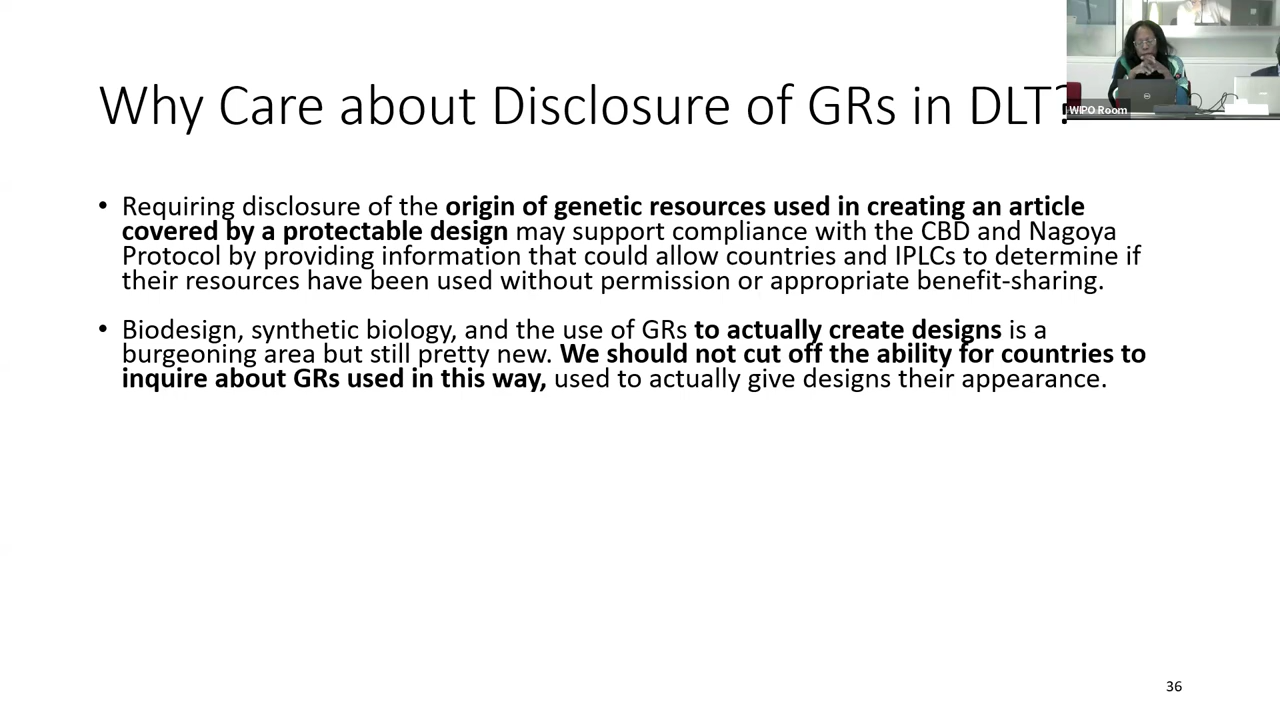 Why Care about Disclosure of GRs in DLT?
WIPO Room
• Requiring disclosure of the origin of genetic resources used in creating an article
covered by a protectable design may support compliance with the CBD and Nagoya
Protocol by providing information that could allow countries and IPLCs to determine if
their resources have been used without permission or appropriate benefit-sharing.
• Biodesign, synthetic biology, and the use of GRs to actually create designs is a
burgeoning area but still pretty new. We should not cut off the ability for countries to
inquire about GRs used in this way, used to actually give designs their appearance.
36